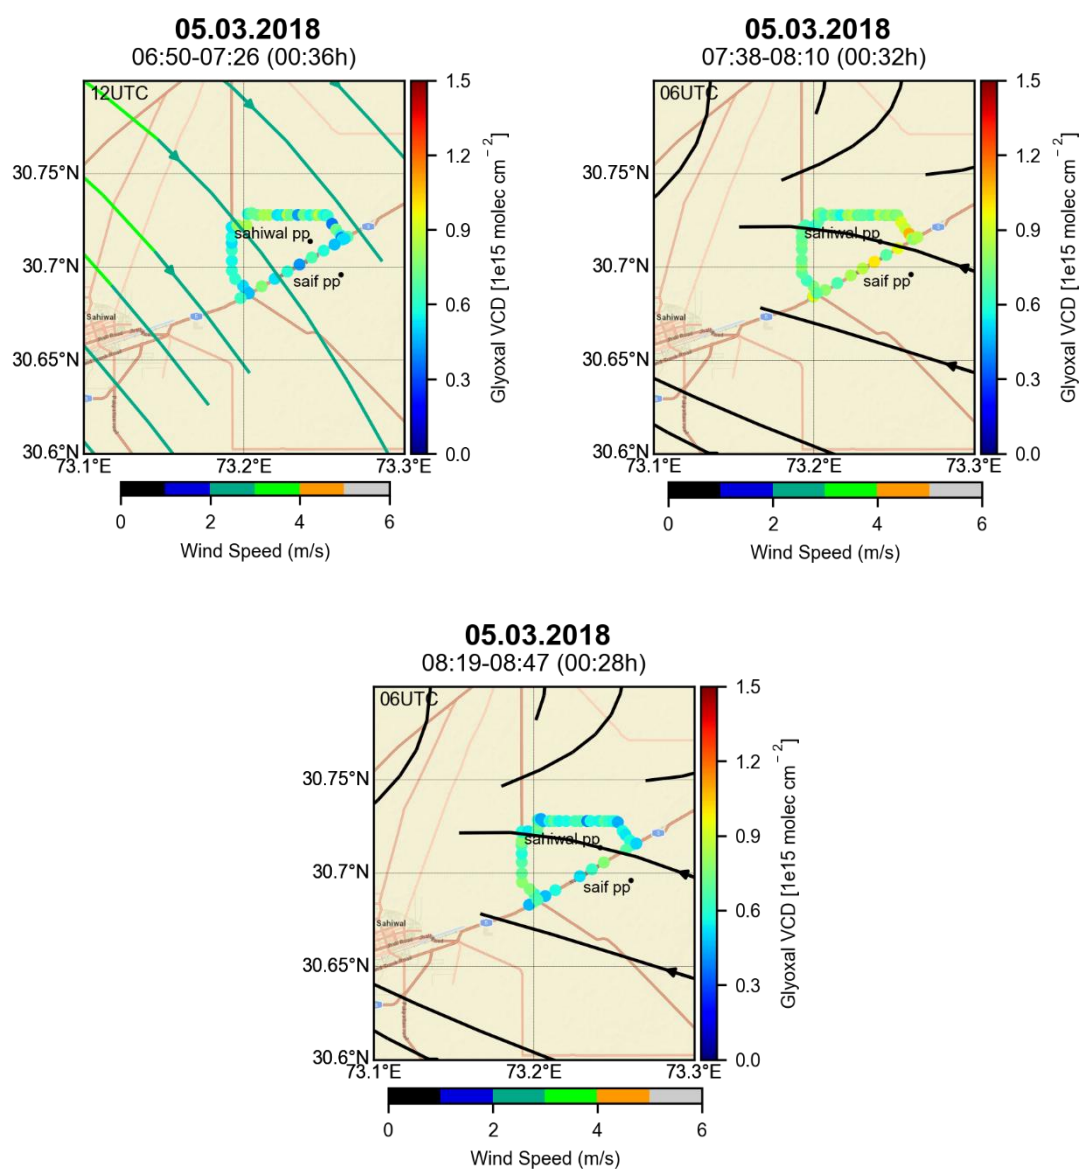 05.03.2018
06:50-07:26 (00:36h)
12UTC
30.75°N
30.7°N
30.65°N
30.6°N
73.1°E
73.2°E
73.3°E
sahiwal pp
saif pp
Sahiwal
1.5
1.2
0.9
0.6
0.3
0.0
Glyoxal VCD [1e15 molec cm⁻²]
0
2
4
6
Wind Speed (m/s)
05.03.2018
07:38-08:10 (00:32h)
06UTC
30.75°N
30.7°N
30.65°N
30.6°N
73.1°E
73.2°E
73.3°E
sahiwal pp
saif pp
Sahiwal
1.5
1.2
0.9
0.6
0.3
0.0
Glyoxal VCD [1e15 molec cm⁻²]
0
2
4
6
Wind Speed (m/s)
05.03.2018
08:19-08:47 (00:28h)
06UTC
30.75°N
30.7°N
30.65°N
30.6°N
73.1°E
73.2°E
73.3°E
sahiwal pp
saif pp
Sahiwal
1.5
1.2
0.9
0.6
0.3
0.0
Glyoxal VCD [1e15 molec cm⁻²]
0
2
4
6
Wind Speed (m/s)